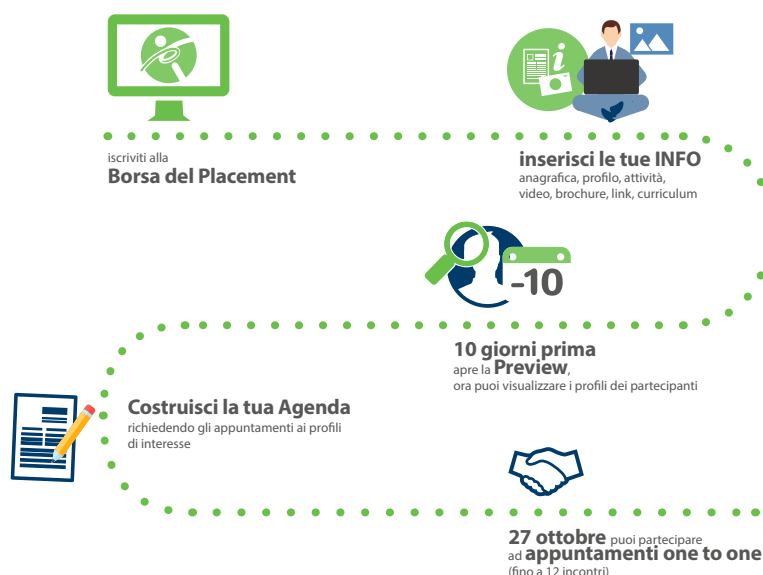 iscriviti alla
Borsa del Placement
inserisci le tue INFO
anagrafica, profilo, attività,
video, brochure, link, curriculum
-10
10 giorni prima
apre la Preview,
ora puoi visualizzare i profili dei partecipanti
Costruisci la tua Agenda
richiedendo gli appuntamenti ai profili
di interesse
27 ottobre puoi partecipare
ad appuntamenti one to one
(fino a 12 incontri)